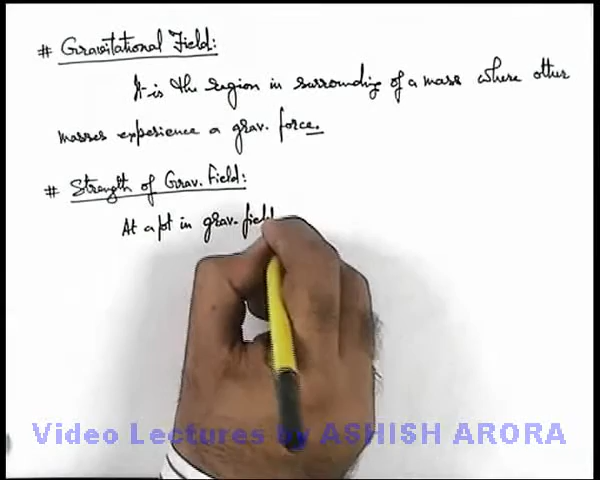 # Gravitational Field:
It is the region in surrounding of a mass where other
masses experience a grav. force.
# Strength of Grav. Field:
At a pt in grav. field
Video Lectures by ASHISH ARORA